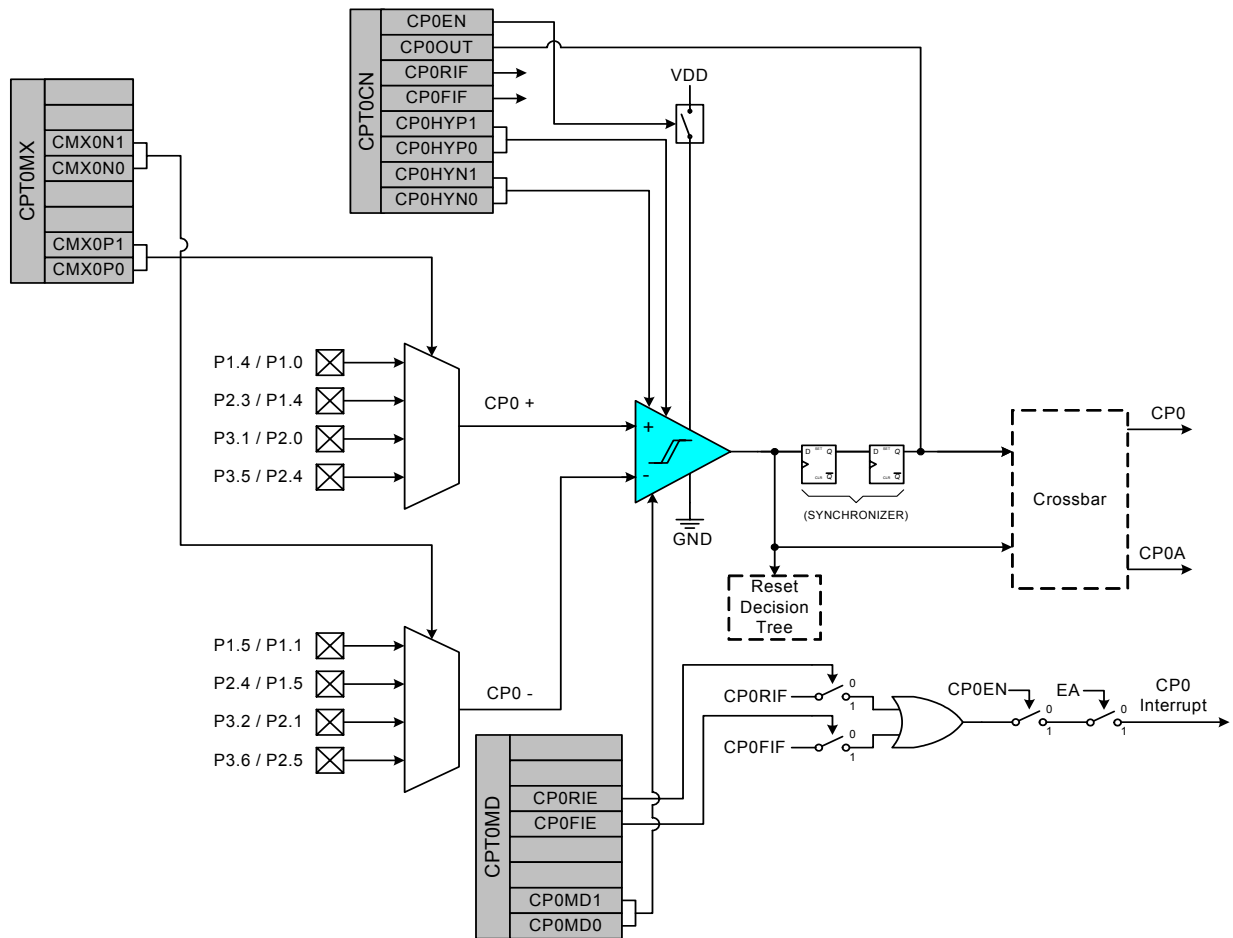 CPT0CN
CP0EN
CP0OUT
CP0RIF
CP0FIF
CP0HYP1
CP0HYP0
CP0HYN1
CP0HYN0
VDD
CPT0MX
CMX0N1
CMX0N0
CMX0P1
CMX0P0
P1.4 / P1.0
P2.3 / P1.4
P3.1 / P2.0
P3.5 / P2.4
CP0 +
+
-
GND
D SET Q
CLR Q
D SET Q
CLR Q
(SYNCHRONIZER)
Crossbar
CP0
CP0A
Reset
Decision
Tree
P1.5 / P1.1
P2.4 / P1.5
P3.2 / P2.1
P3.6 / P2.5
CP0 -
CP0RIF
0
1
CP0FIF
0
1
CP0EN
0
1
EA
0
1
CP0
Interrupt
CPT0MD
CP0RIE
CP0FIE
CP0MD1
CP0MD0